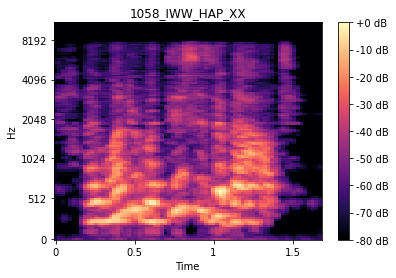 1058_IWW_HAP_XX
+0 dB
8192
-10 dB
4096
-20 dB
-30 dB
2048
Hz
-40 dB
1024
-50 dB
512
-60 dB
-70 dB
0
-80 dB
0
0.5
1
1.5
Time